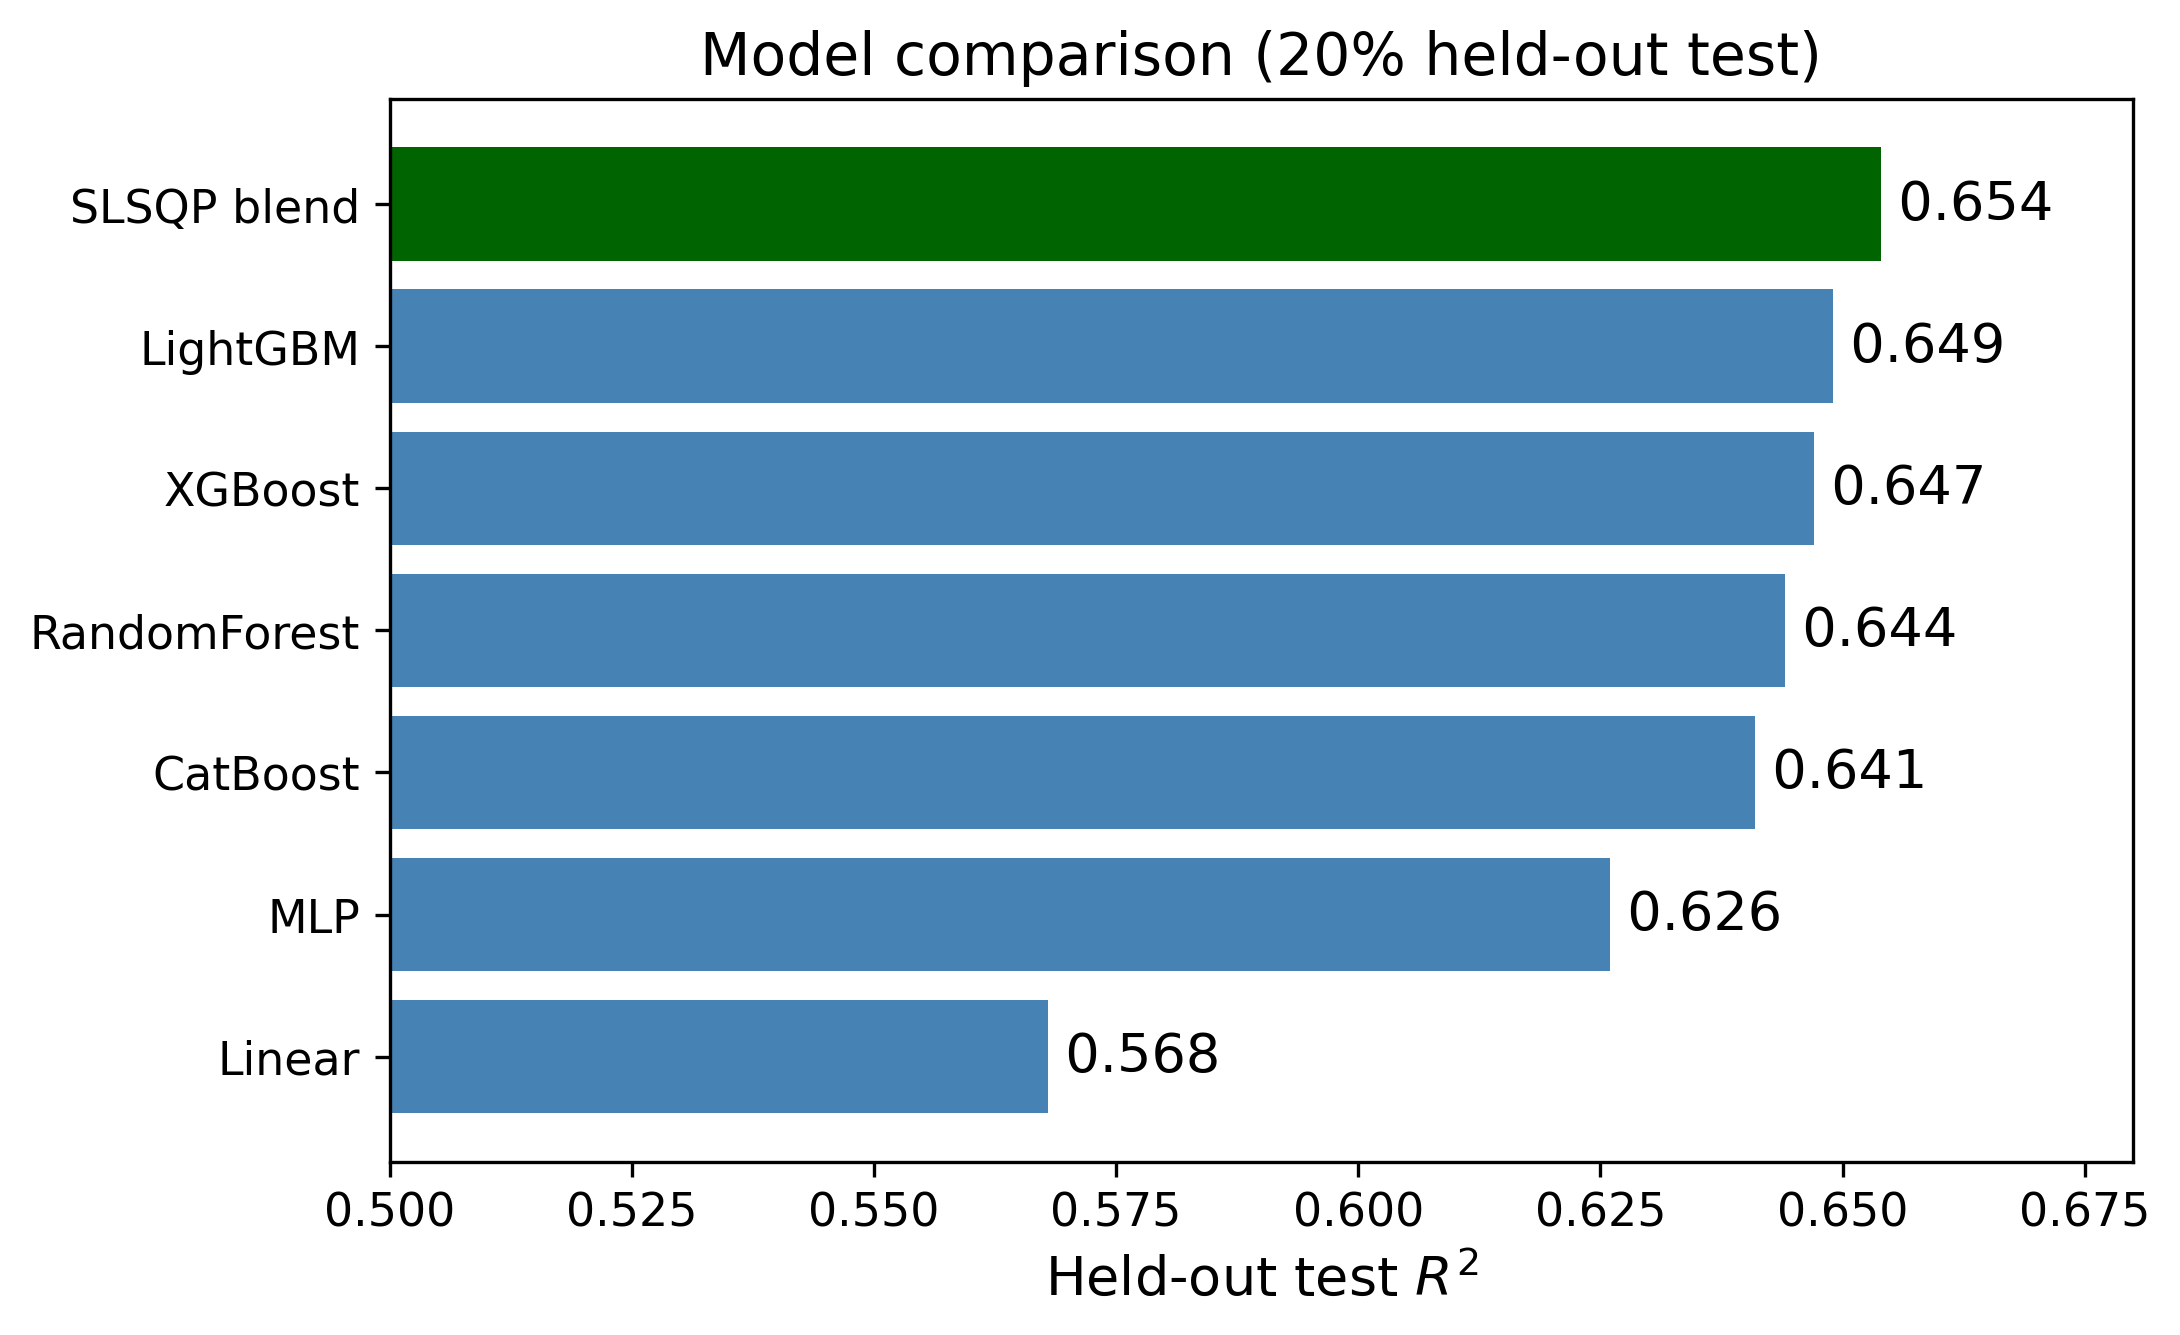 Model comparison (20% held-out test)
SLSQP blend 0.654
LightGBM 0.649
XGBoost 0.647
RandomForest 0.644
CatBoost 0.641
MLP 0.626
Linear 0.568
0.500 0.525 0.550 0.575 0.600 0.625 0.650 0.675
Held-out test R²